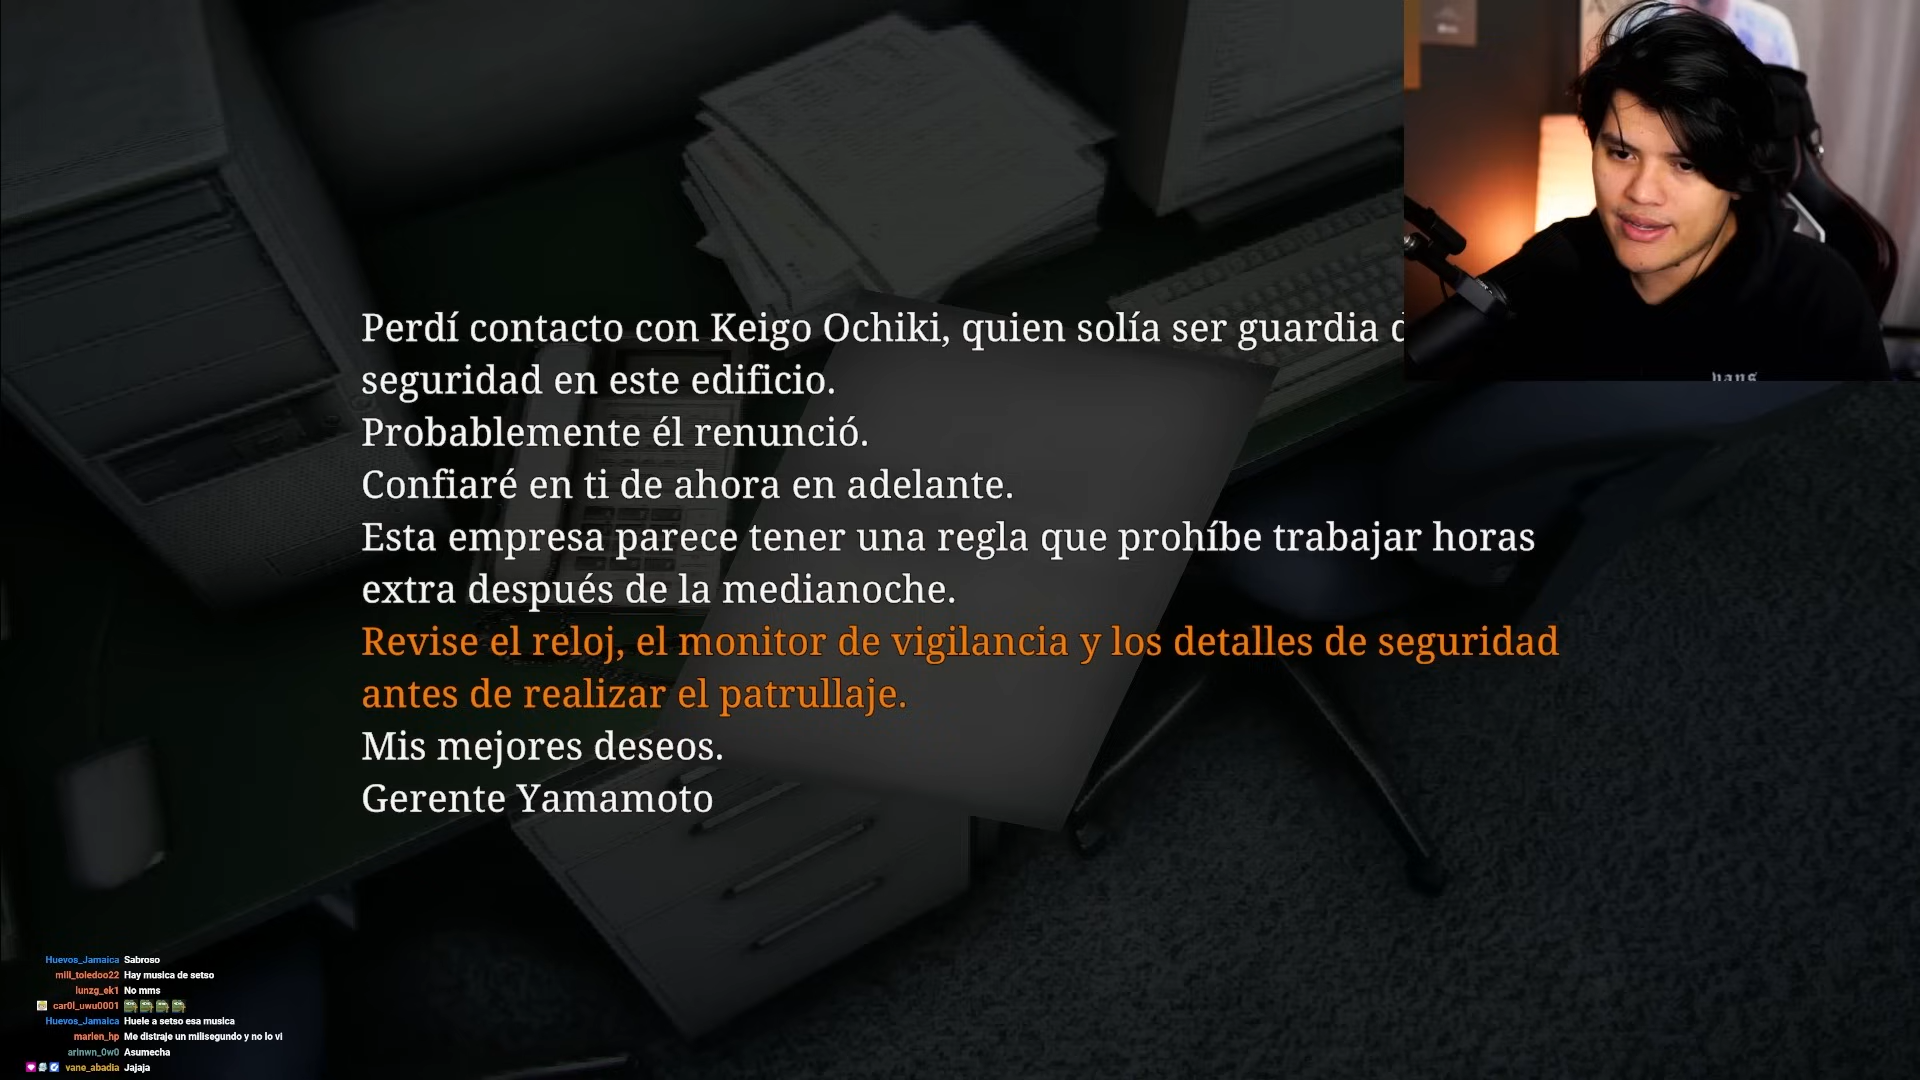 Perdí contacto con Keigo Ochiki, quien solía ser guardia
seguridad en este edificio.
Probablemente él renunció.
Confiaré en ti de ahora en adelante.
Esta empresa parece tener una regla que prohíbe trabajar horas
extra después de la medianoche.
Revise el reloj, el monitor de vigilancia y los detalles de seguridad
antes de realizar el patrullaje.
Mis mejores deseos.
Gerente Yamamoto
vans
Huevos_Jamaica Sabroso
mili_toledoo22 Hay musica de setso
lunzg_ek1 No mms
car0l_uwu0001
Huevos_Jamaica Huele a setso esa musica
marien_hp Me distraje un milisegundo y no lo vi
arinwn_0w0 Asumecha
vane_abadia Jajaja